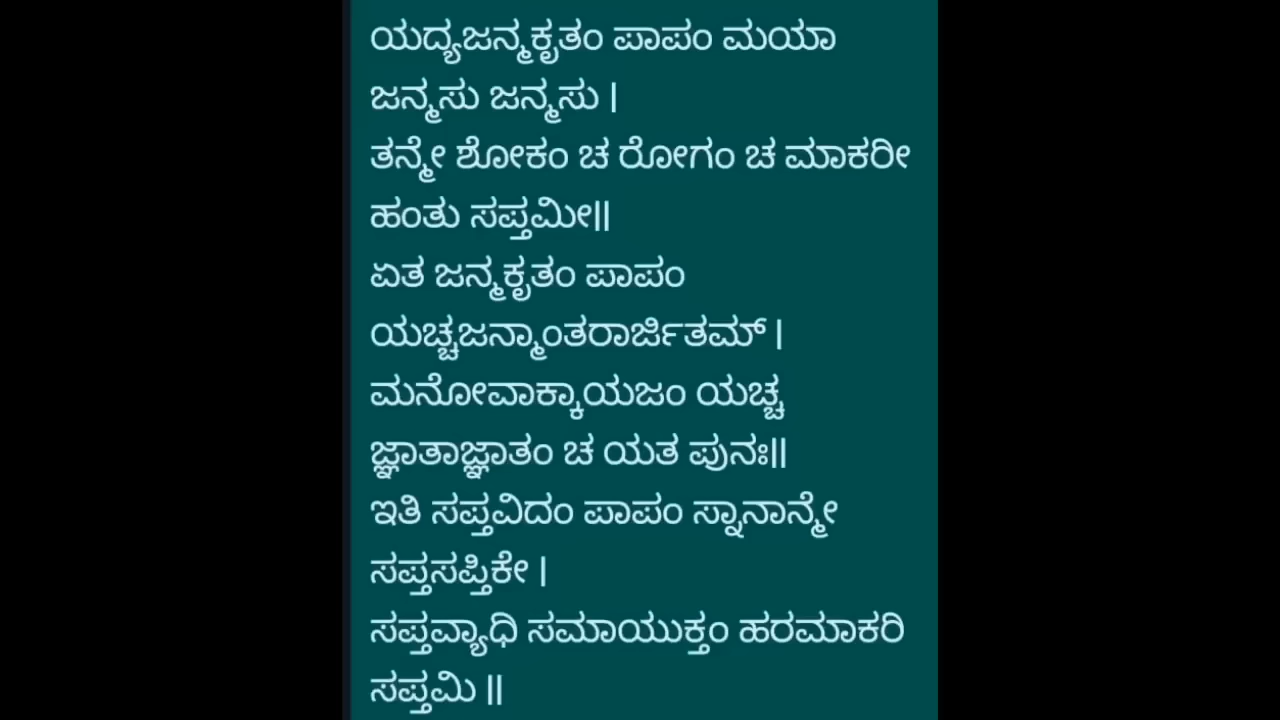 ಯದ್ಯಜನ್ಮಕೃತಂ ಪಾಪಂ ಮಯಾ
ಜನ್ಮಸು ಜನ್ಮಸು |
ತನ್ಮೇ ಶೋಕಂ ಚ ರೋಗಂ ಚ ಮಾಕರೀ
ಹಂತು ಸಪ್ತಮೀ||
ಏತ ಜನ್ಮಕೃತಂ ಪಾಪಂ
ಯಚ್ಚಜನ್ಮಾಂತರಾರ್ಜಿತಮ್ |
ಮನೋವಾಕ್ಕಾಯಜಂ ಯಚ್ಚ
ಜ್ಞಾತಾಜ್ಞಾತಂ ಚ ಯತ ಪುನಃ||
ಇತಿ ಸಪ್ತವಿದಂ ಪಾಪಂ ಸ್ನಾನಾನ್ಮೇ
ಸಪ್ತಸಪ್ತಿಕೇ |
ಸಪ್ತವ್ಯಾಧಿ ಸಮಾಯುಕ್ತಂ ಹರಮಾಕರಿ
ಸಪ್ತಮಿ ||